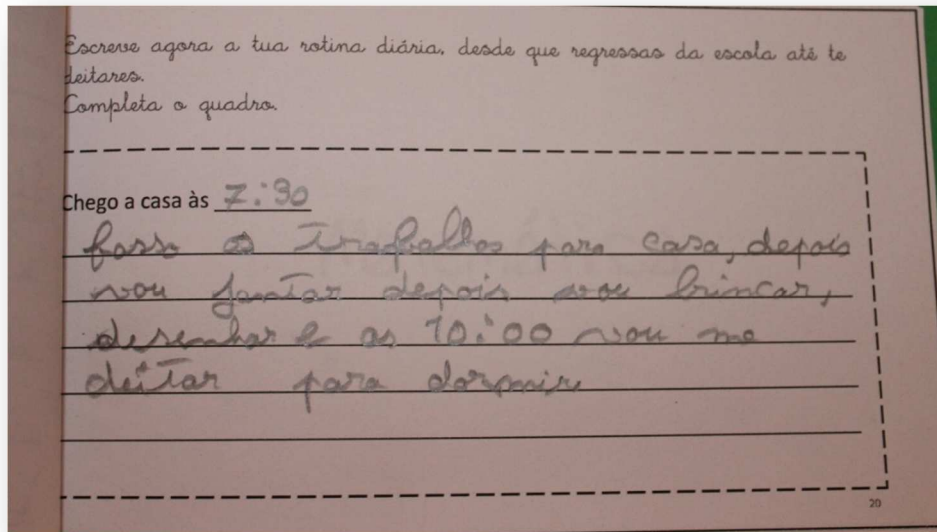 Escreve agora a tua rotina diária, desde que regressas da escola até te
deitares.
Completa o quadro.
Chego a casa às 7:30
fasso os Trabalhos para casa, depois
vou jantar depois vou brincar,
desenhar e as 10:00 vou me
deitar para dormir
20